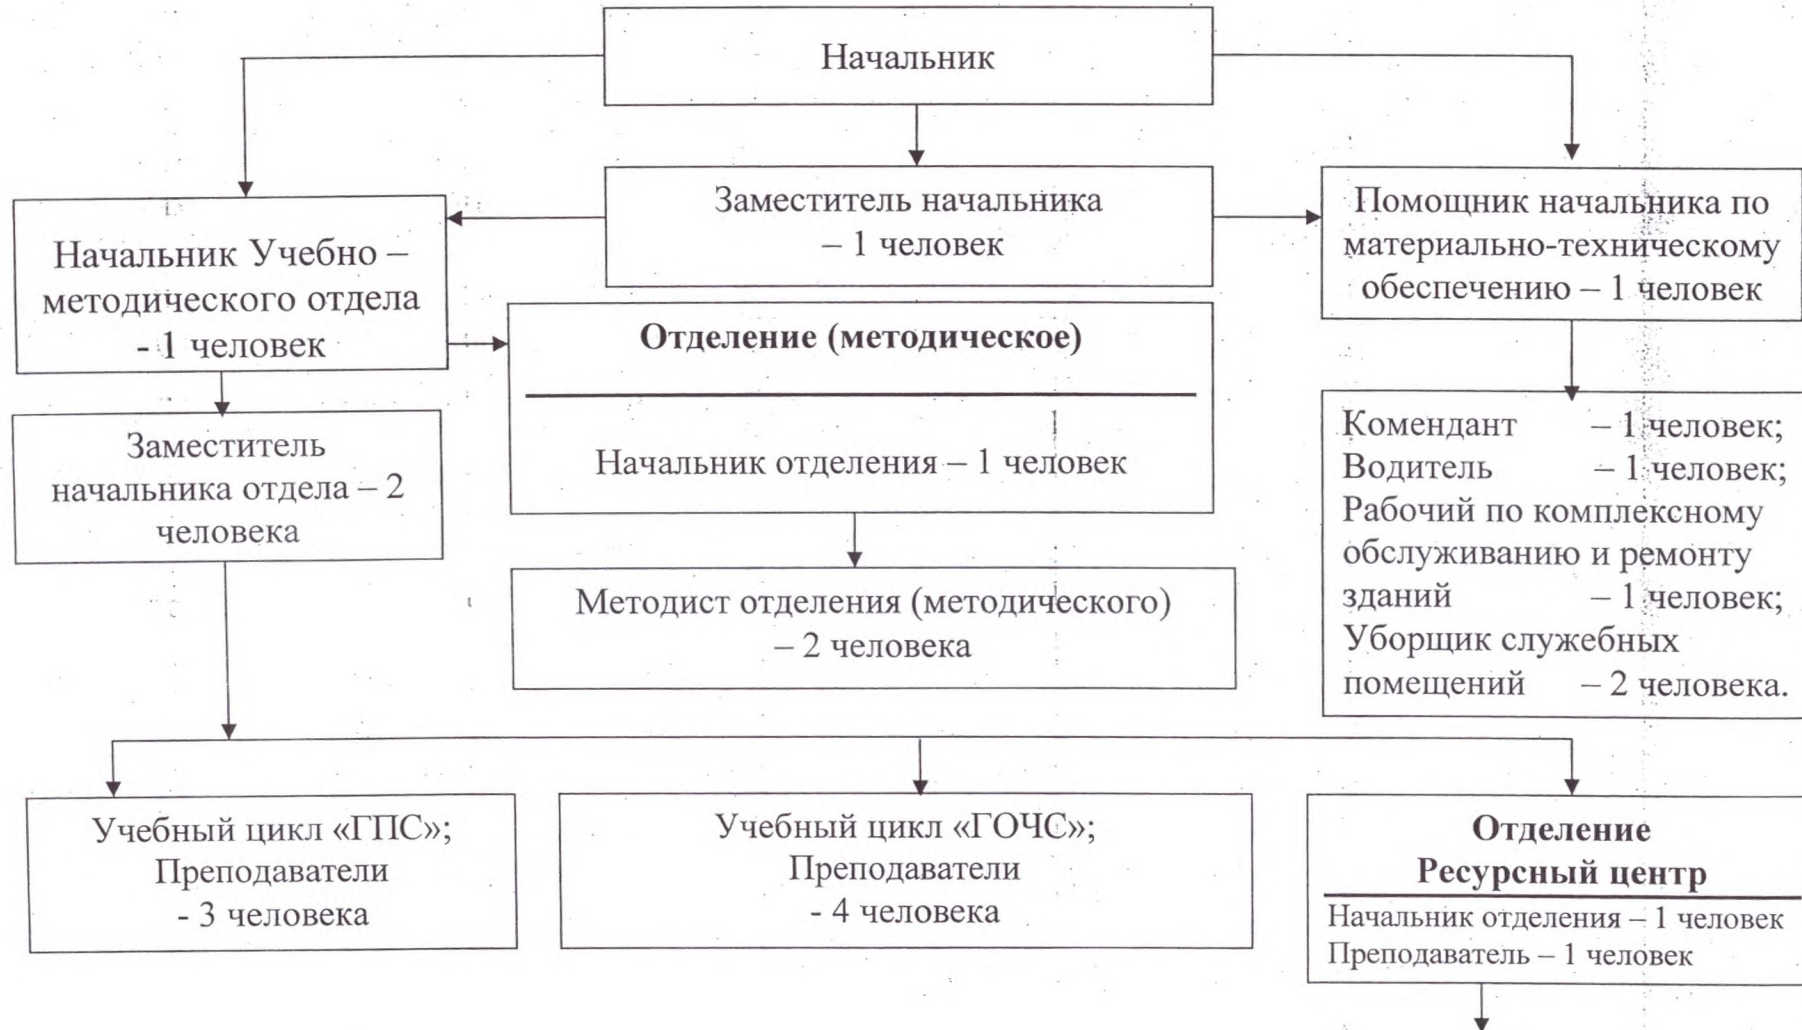 Начальник
Заместитель начальника
– 1 человек
Помощник начальника по
материально-техническому
обеспечению – 1 человек
Начальник Учебно –
методического отдела
- 1 человек
Отделение (методическое)
Начальник отделения – 1 человек
Заместитель
начальника отдела – 2
человека
Комендант – 1 человек;
Водитель – 1 человек;
Рабочий по комплексному
обслуживанию и ремонту
зданий – 1 человек;
Уборщик служебных
помещений – 2 человека.
Методист отделения (методического)
– 2 человека
Учебный цикл «ГПС»;
Преподаватели
- 3 человека
Учебный цикл «ГОЧС»;
Преподаватели
- 4 человека
Отделение
Ресурсный центр
Начальник отделения – 1 человек
Преподаватель – 1 человек